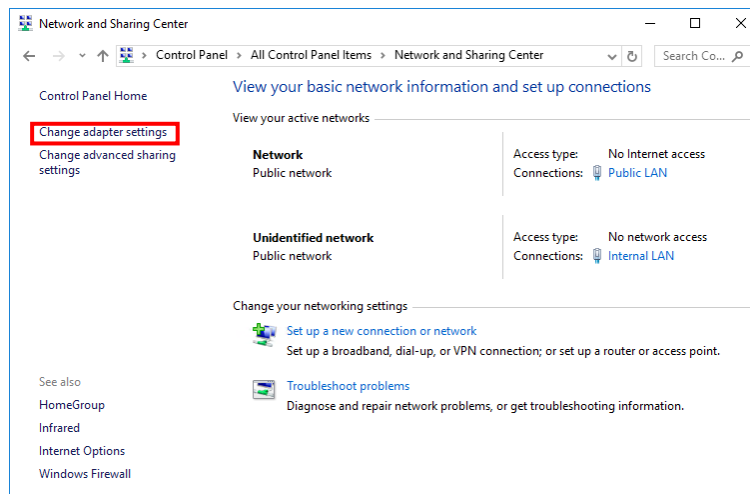 Network and Sharing Center
Control Panel > All Control Panel Items > Network and Sharing Center
Search Co...
Control Panel Home
Change adapter settings
Change advanced sharing
settings
View your basic network information and set up connections
View your active networks
Network
Public network
Access type: No Internet access
Connections: Public LAN
Unidentified network
Public network
Access type: No network access
Connections: Internal LAN
Change your networking settings
Set up a new connection or network
Set up a broadband, dial-up, or VPN connection; or set up a router or access point.
Troubleshoot problems
Diagnose and repair network problems, or get troubleshooting information.
See also
HomeGroup
Infrared
Internet Options
Windows Firewall